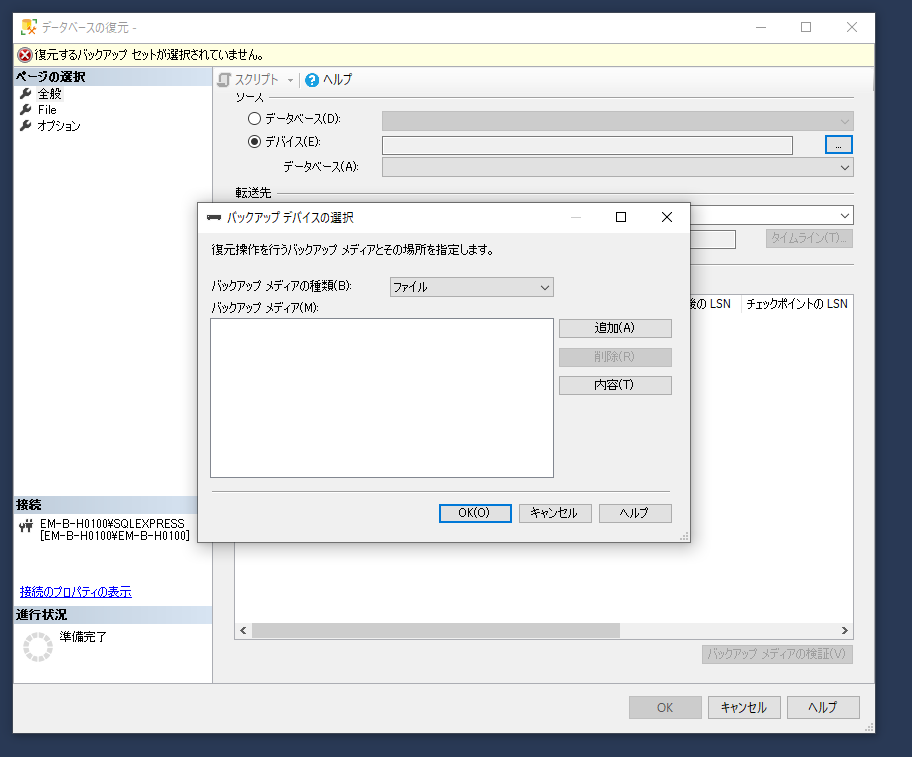 データベースの復元 -
復元するバックアップ セットが選択されていません。
ページの選択
全般
File
オプション
スクリプト
ヘルプ
ソース
データベース(D):
デバイス(E):
...
データベース(A):
転送先
タイムライン(T)...
後の LSN
チェックポイントの LSN
バックアップ デバイスの選択
復元操作を行うバックアップ メディアとその場所を指定します。
バックアップ メディアの種類(B):
ファイル
バックアップ メディア(M):
追加(A)
削除(R)
内容(T)
OK(O)
キャンセル
ヘルプ
接続
EM-B-H0100¥SQLEXPRESS
[EM-B-H0100¥EM-B-H0100]
接続のプロパティの表示
進行状況
準備完了
バックアップ メディアの検証(V)
OK
キャンセル
ヘルプ